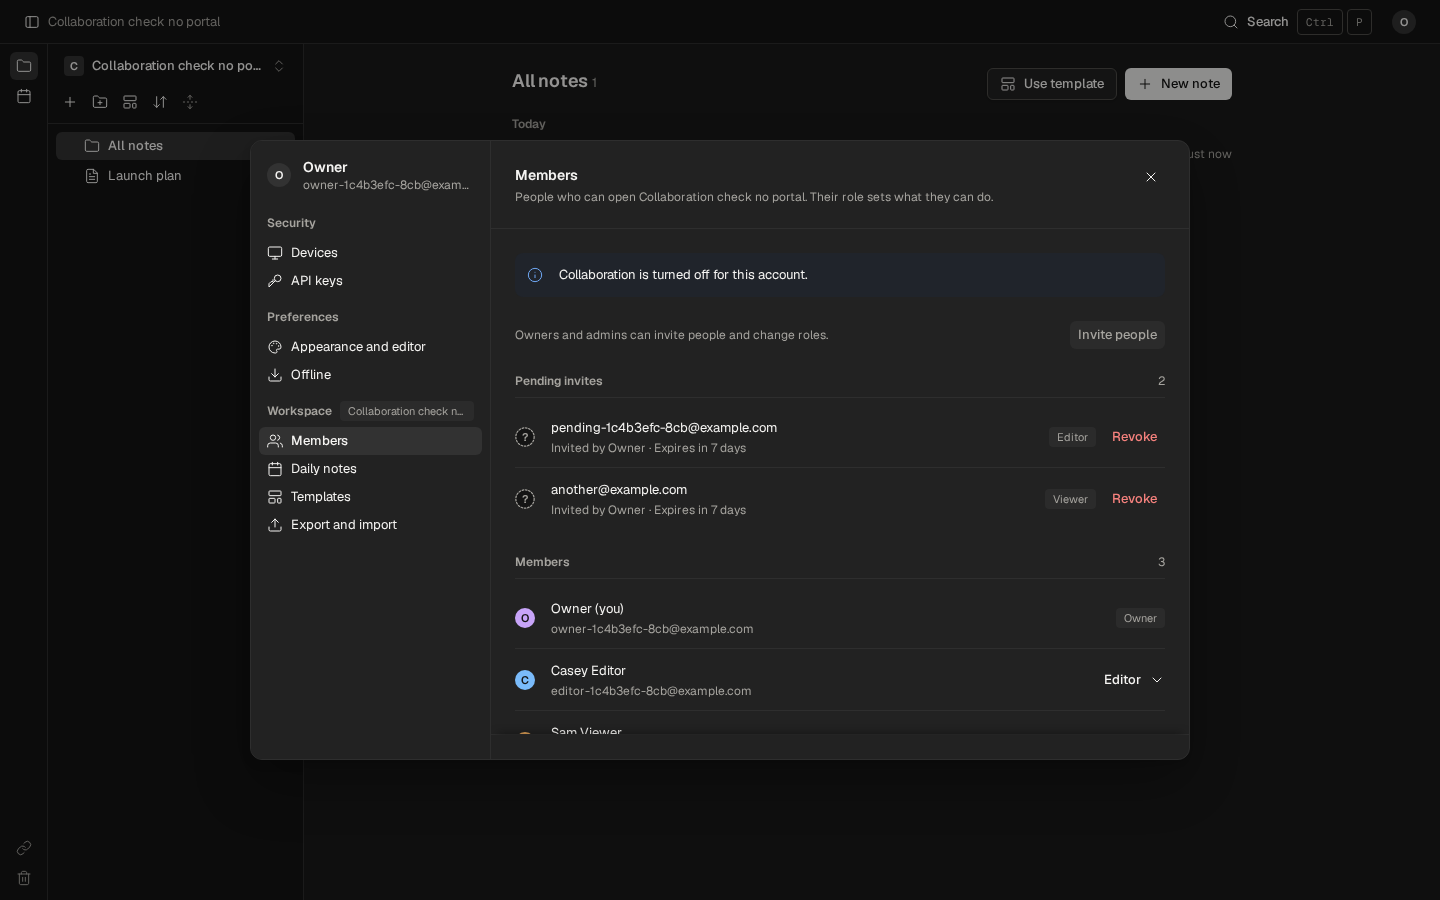 Collaboration check no portal
Search
Ctrl
P
O
C
Collaboration check no po...
All notes
Launch plan
All notes 1
Use template
New note
Today
ust now
O
Owner
owner-1c4b3efc-8cb@exam...
Security
Devices
API keys
Preferences
Appearance and editor
Offline
Workspace
Collaboration check n...
Members
Daily notes
Templates
Export and import
Members
People who can open Collaboration check no portal. Their role sets what they can do.
Collaboration is turned off for this account.
Owners and admins can invite people and change roles.
Invite people
Pending invites
2
?
pending-1c4b3efc-8cb@example.com
Invited by Owner · Expires in 7 days
Editor
Revoke
?
another@example.com
Invited by Owner · Expires in 7 days
Viewer
Revoke
Members
3
O
Owner (you)
owner-1c4b3efc-8cb@example.com
Owner
C
Casey Editor
editor-1c4b3efc-8cb@example.com
Editor
Sam Viewer